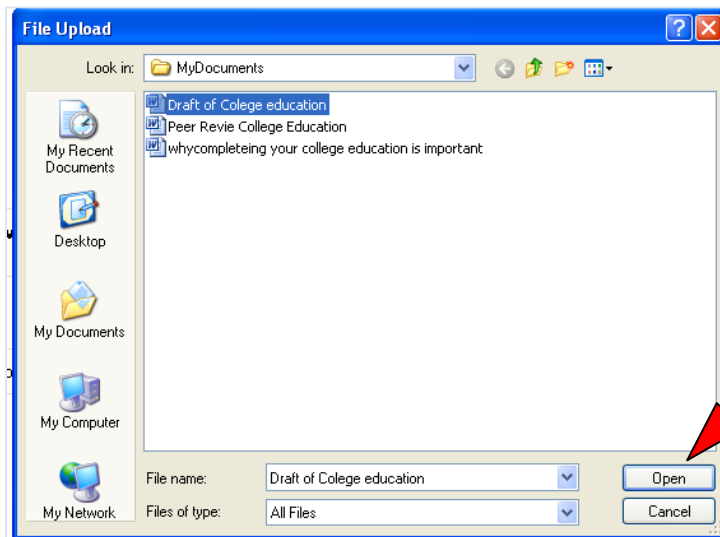 File Upload
Look in:
MyDocuments
Draft of Colege education
Peer Revie College Education
whycompleteing your college education is important
My Recent
Documents
Desktop
My Documents
My Computer
My Network
File name:
Draft of Colege education
Open
Files of type:
All Files
Cancel